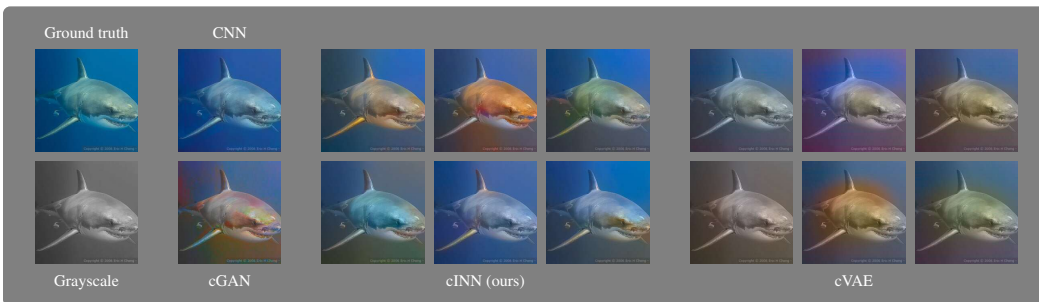 Ground truth
CNN
Grayscale
cGAN
cINN (ours)
cVAE